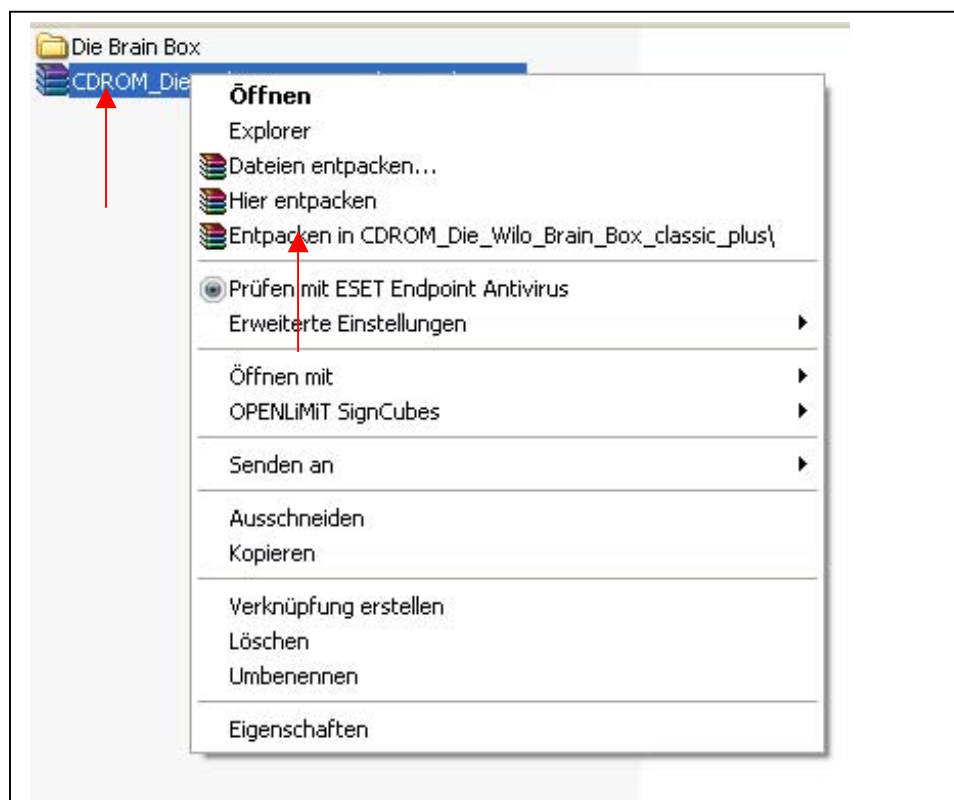 Die Brain Box
CDROM_Die
Öffnen
Explorer
Dateien entpacken...
Hier entpacken
Entpacken in CDROM_Die_Wilo_Brain_Box_classic_plus\
Prüfen mit ESET Endpoint Antivirus
Erweiterte Einstellungen
Öffnen mit
OPENLiMiT SignCubes
Senden an
Ausschneiden
Kopieren
Verknüpfung erstellen
Löschen
Umbenennen
Eigenschaften